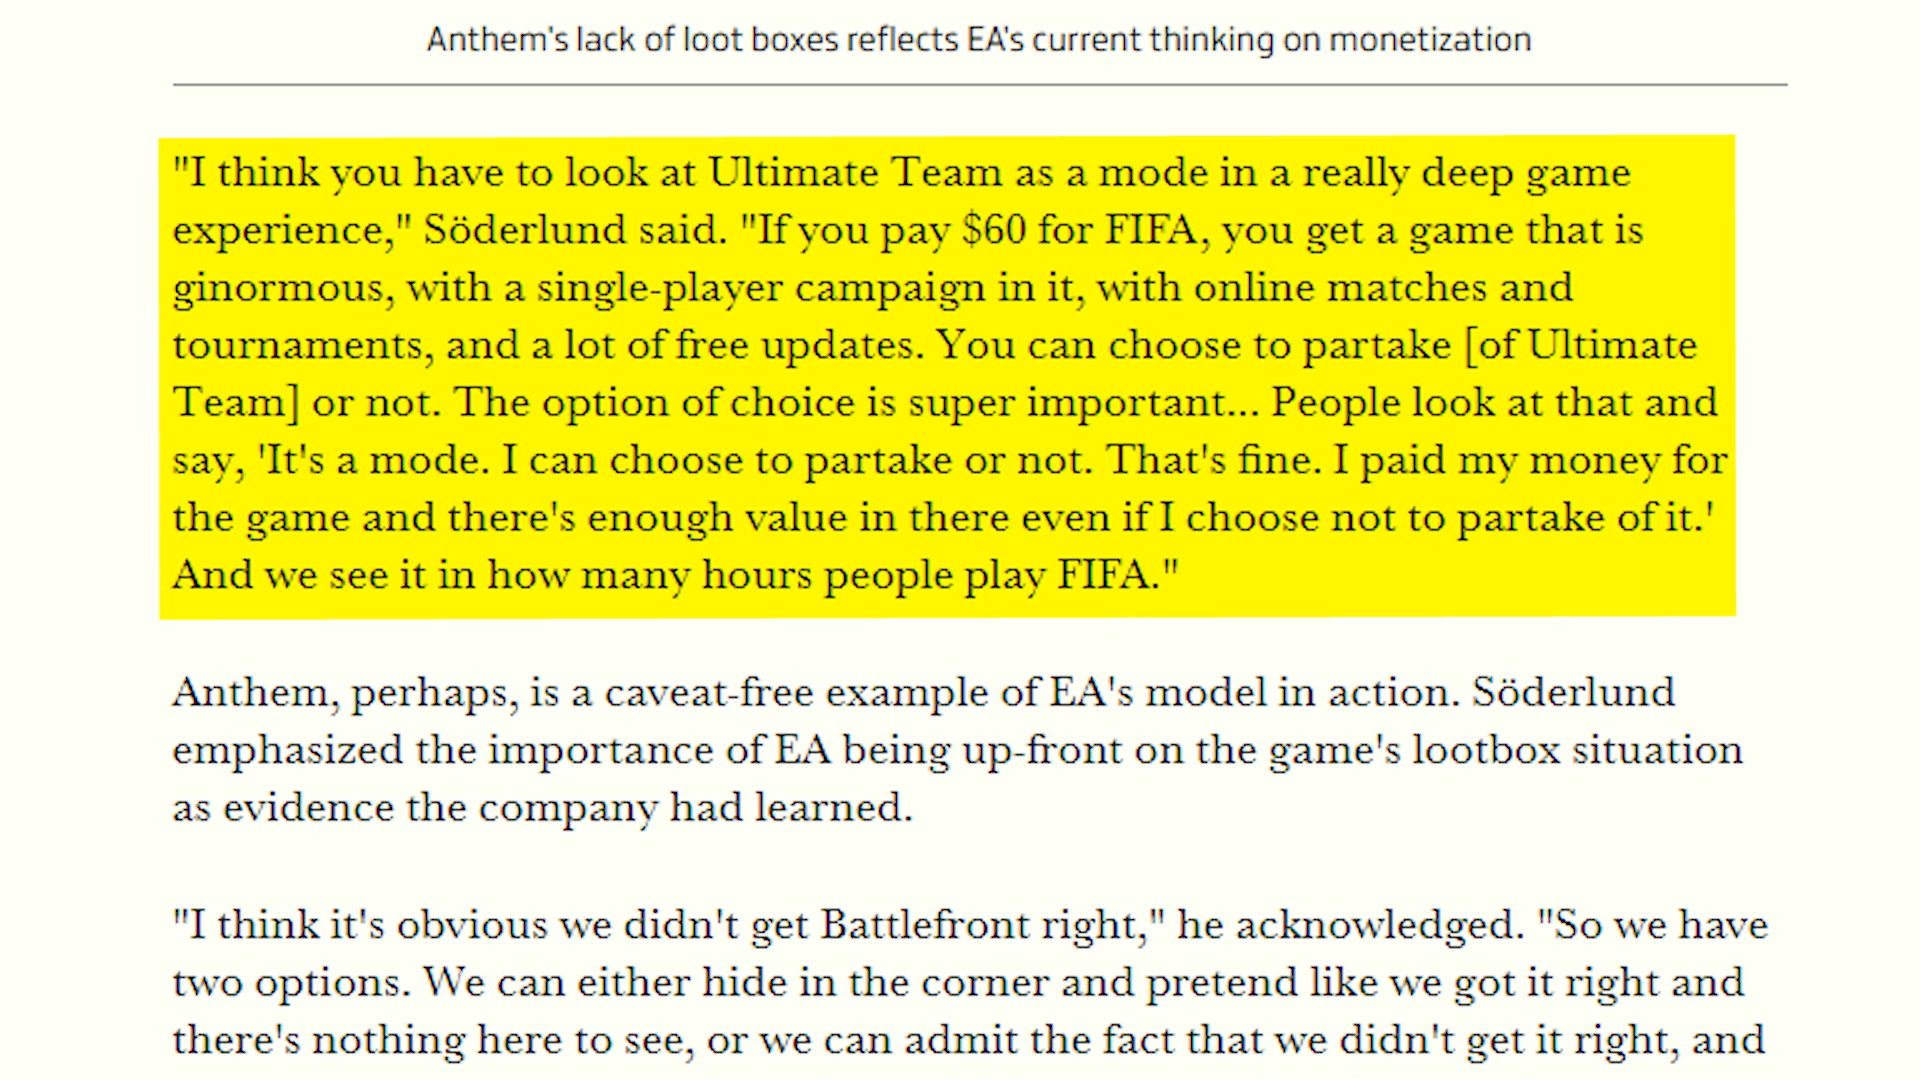 Anthem's lack of loot boxes reflects EA's current thinking on monetization
"I think you have to look at Ultimate Team as a mode in a really deep game
experience," Söderlund said. "If you pay $60 for FIFA, you get a game that is
ginormous, with a single-player campaign in it, with online matches and
tournaments, and a lot of free updates. You can choose to partake [of Ultimate
Team] or not. The option of choice is super important... People look at that and
say, 'It's a mode. I can choose to partake or not. That's fine. I paid my money for
the game and there's enough value in there even if I choose not to partake of it.'
And we see it in how many hours people play FIFA."
Anthem, perhaps, is a caveat-free example of EA's model in action. Söderlund
emphasized the importance of EA being up-front on the game's lootbox situation
as evidence the company had learned.
"I think it's obvious we didn't get Battlefront right," he acknowledged. "So we have
two options. We can either hide in the corner and pretend like we got it right and
there's nothing here to see, or we can admit the fact that we didn't get it right, and